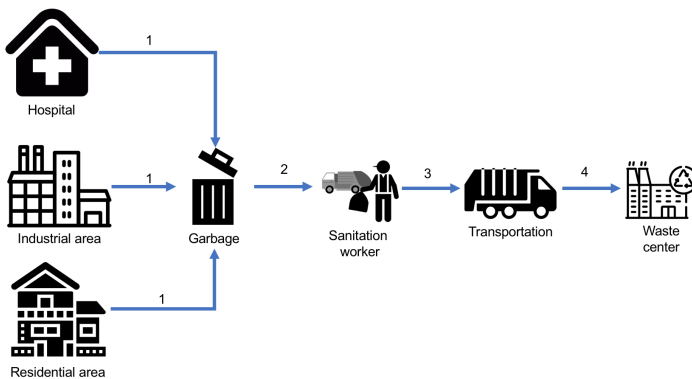 1
Hospital
1
2
3
4
Industrial area
Garbage
Sanitation
worker
Transportation
Waste
center
1
Residential area